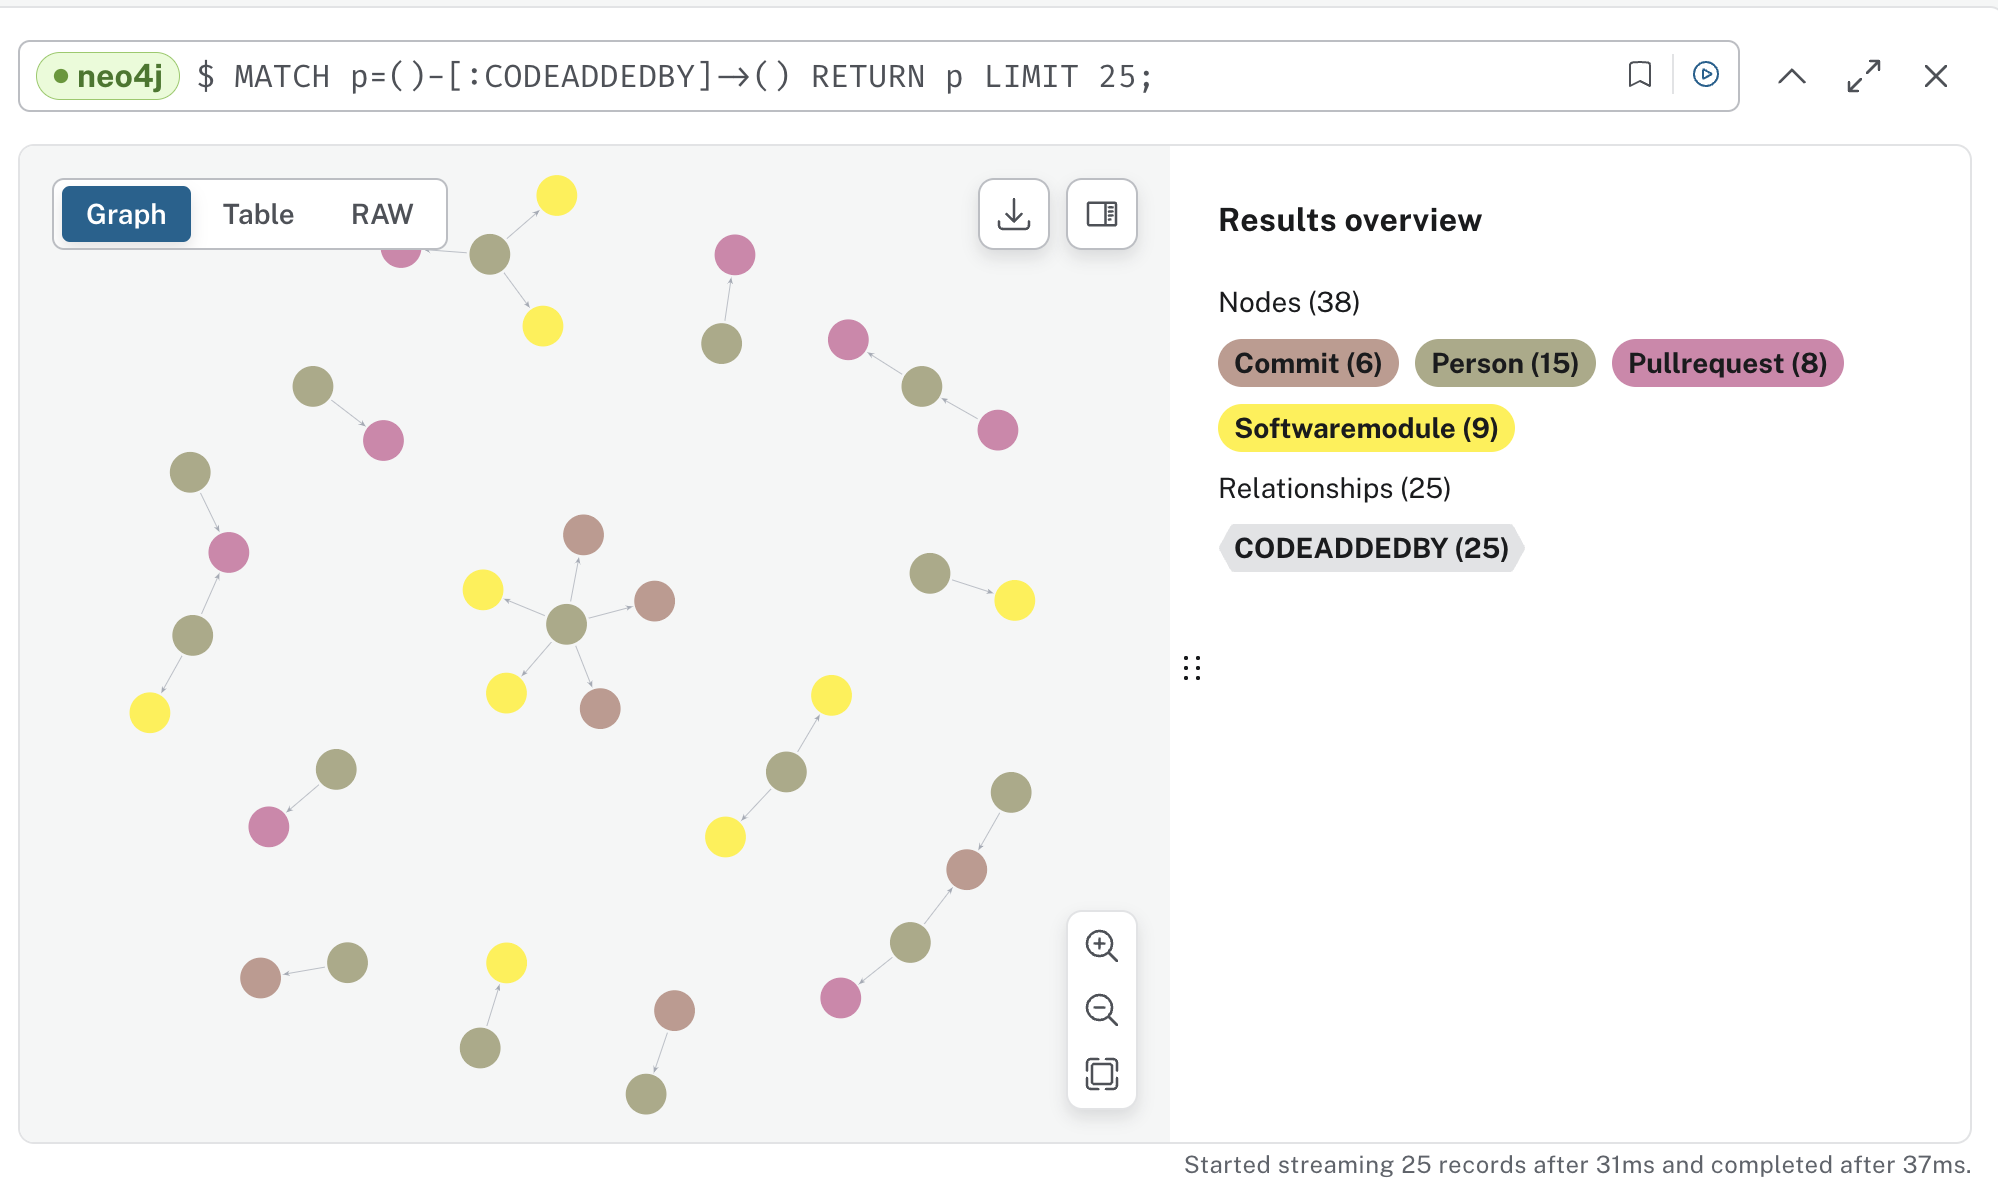 neo4j $ MATCH p=()-[:CODEADDEDBY]->() RETURN p LIMIT 25;
Graph Table RAW
Results overview
Nodes (38)
Commit (6) Person (15) Pullrequest (8)
Softwaremodule (9)
Relationships (25)
CODEADDEDBY (25)
Started streaming 25 records after 31ms and completed after 37ms.